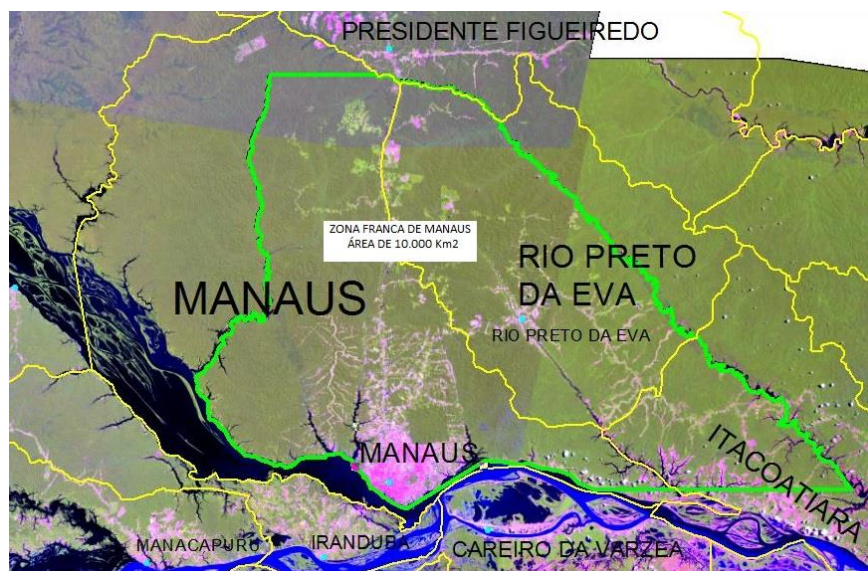 PRESIDENTE FIGUEIREDO
ZONA FRANCA DE MANAUS
ÁREA DE 10.000 Km2
MANAUS
RIO PRETO
DA EVA
RIO PRETO DA EVA
MANAUS
ITACOATIARA
MANACAPURU
IRANDUBA
CAREIRO DA VARZEA